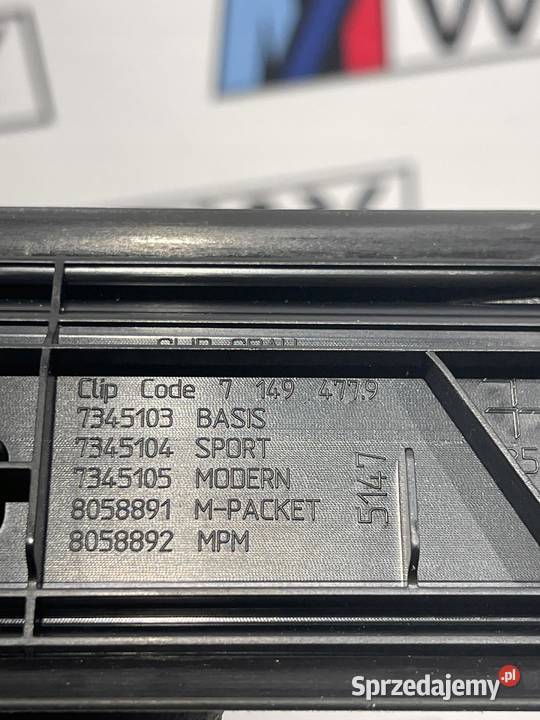 Clip Code 7 149 477.9
7345103 BASIS
7345104 SPORT
7345105 MODERN
8058891 M-PACKET
8058892 MPM
5147
Sprzedajemy.pl